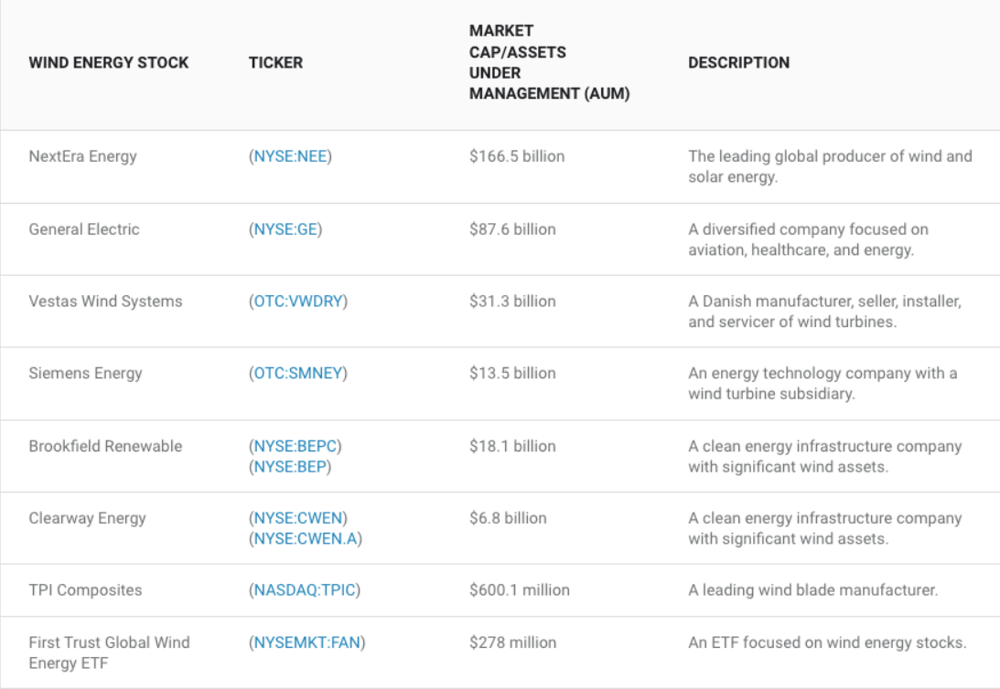 WIND ENERGY STOCK
TICKER
MARKET
CAP/ASSETS
UNDER
MANAGEMENT (AUM)
DESCRIPTION
NextEra Energy
(NYSE:NEE)
$166.5 billion
The leading global producer of wind and
solar energy.
General Electric
(NYSE:GE)
$87.6 billion
A diversified company focused on
aviation, healthcare, and energy.
Vestas Wind Systems
(OTC:VWDRY)
$31.3 billion
A Danish manufacturer, seller, installer,
and servicer of wind turbines.
Siemens Energy
(OTC:SMNEY)
$13.5 billion
An energy technology company with a
wind turbine subsidiary.
Brookfield Renewable
(NYSE:BEPC)
(NYSE:BEP)
$18.1 billion
A clean energy infrastructure company
with significant wind assets.
Clearway Energy
(NYSE:CWEN)
(NYSE:CWEN.A)
$6.8 billion
A clean energy infrastructure company
with significant wind assets.
TPI Composites
(NASDAQ:TPIC)
$600.1 million
A leading wind blade manufacturer.
First Trust Global Wind
Energy ETF
(NYSEMKT:FAN)
$278 million
An ETF focused on wind energy stocks.